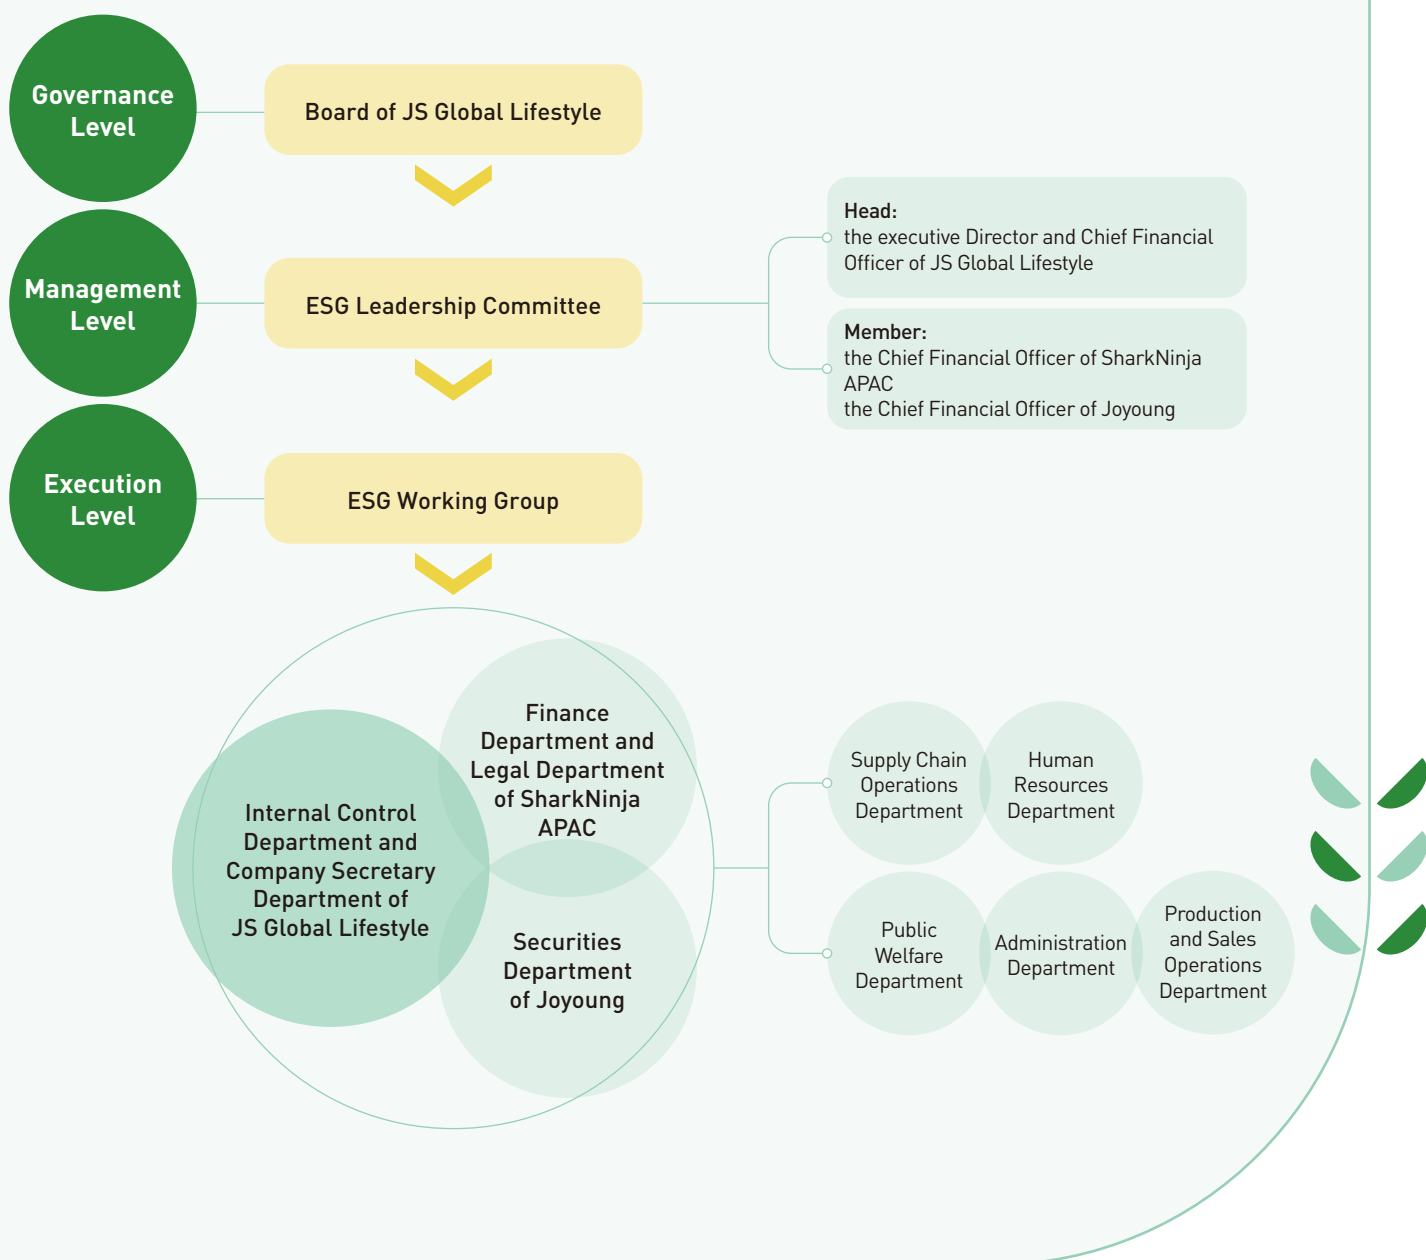 Governance
Level
Board of JS Global Lifestyle
Management
Level
ESG Leadership Committee
Head:
the executive Director and Chief Financial
Officer of JS Global Lifestyle
Member:
the Chief Financial Officer of SharkNinja
APAC
the Chief Financial Officer of Joyoung
Execution
Level
ESG Working Group
Internal Control
Department and
Company Secretary
Department of
JS Global Lifestyle
Finance
Department and
Legal Department
of SharkNinja
APAC
Securities
Department
of Joyoung
Supply Chain
Operations
Department
Human
Resources
Department
Public
Welfare
Department
Administration
Department
Production
and Sales
Operations
Department